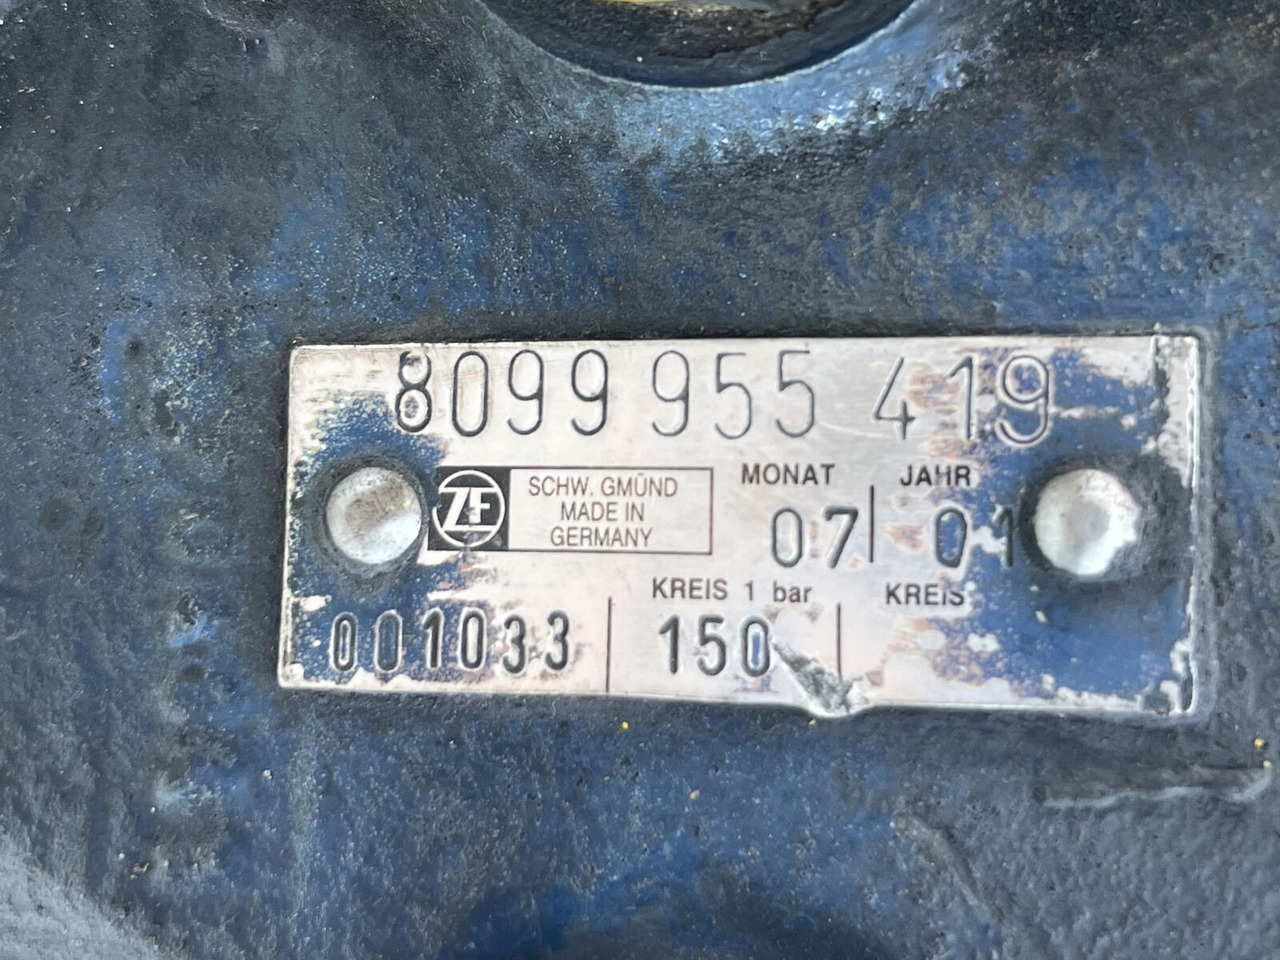 8099 955 419
ZF SCHW. GMÜND
MADE IN
GERMANY
MONAT JAHR
07 01
KREIS 1 bar KREIS
001033 150